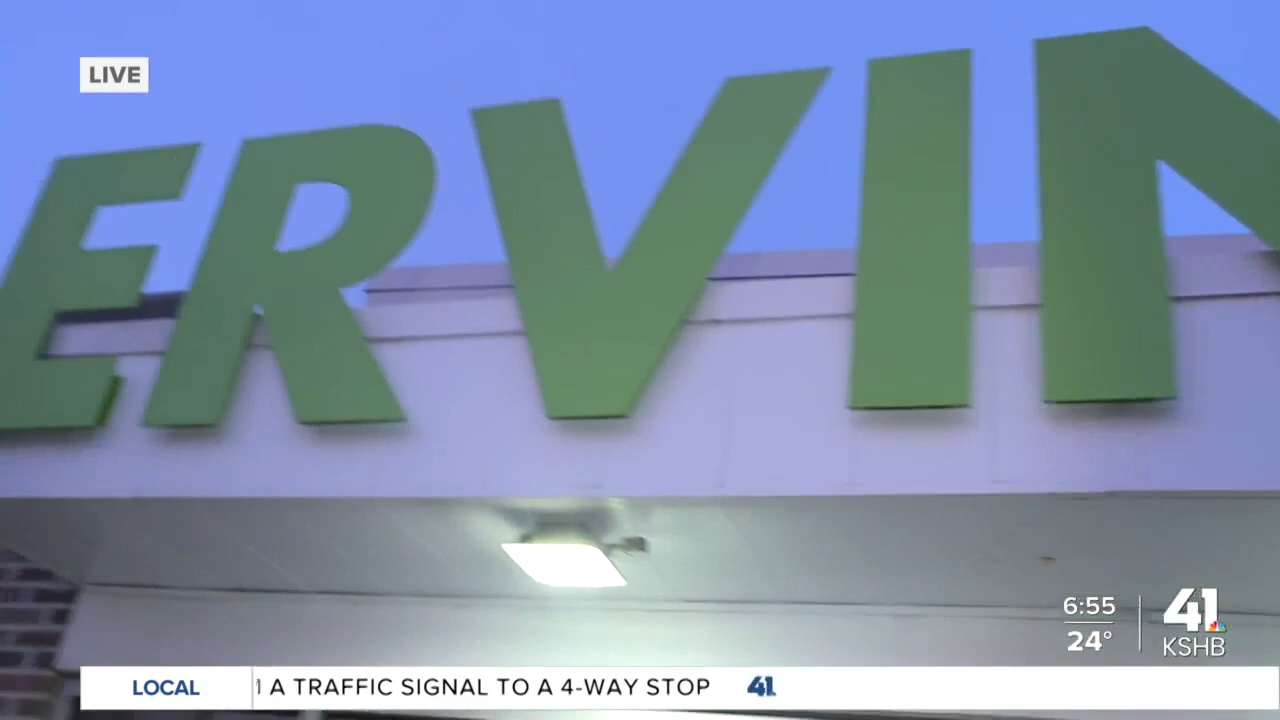 LIVE
ERVIN
6:55
24°
41
KSHB
LOCAL
A TRAFFIC SIGNAL TO A 4-WAY STOP
41